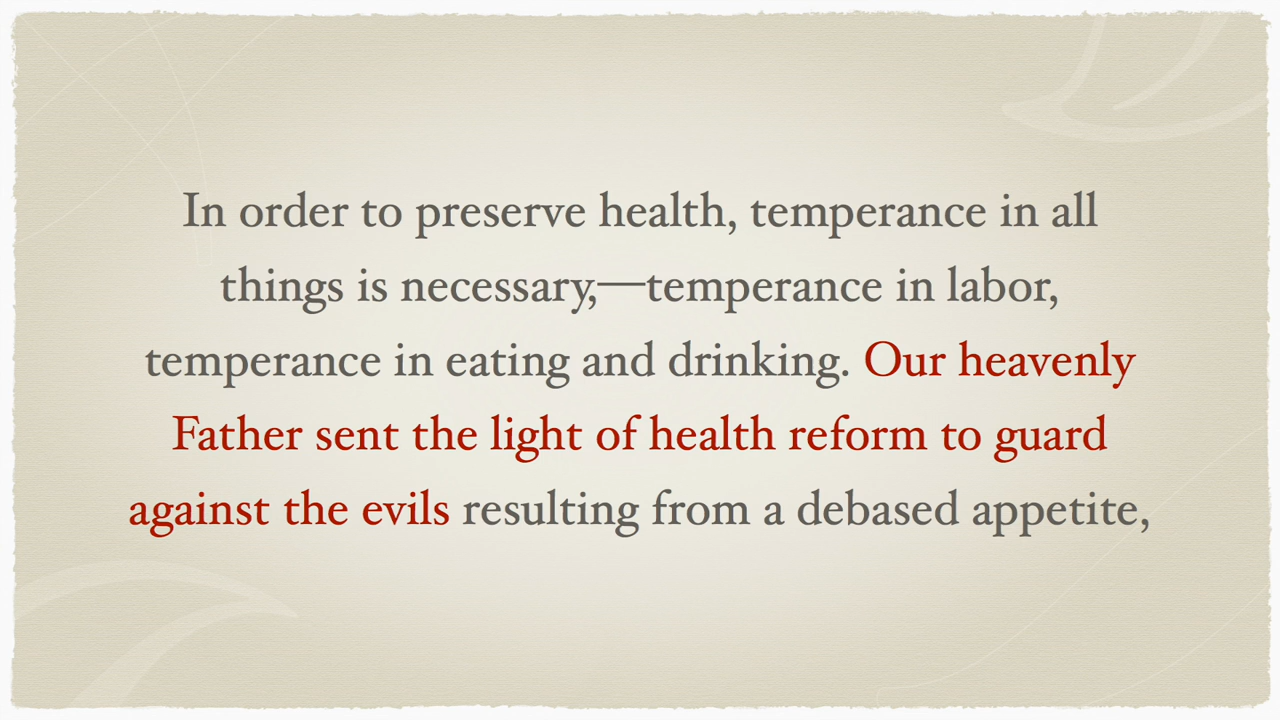 In order to preserve health, temperance in all
things is necessary,—temperance in labor,
temperance in eating and drinking. Our heavenly
Father sent the light of health reform to guard
against the evils resulting from a debased appetite,